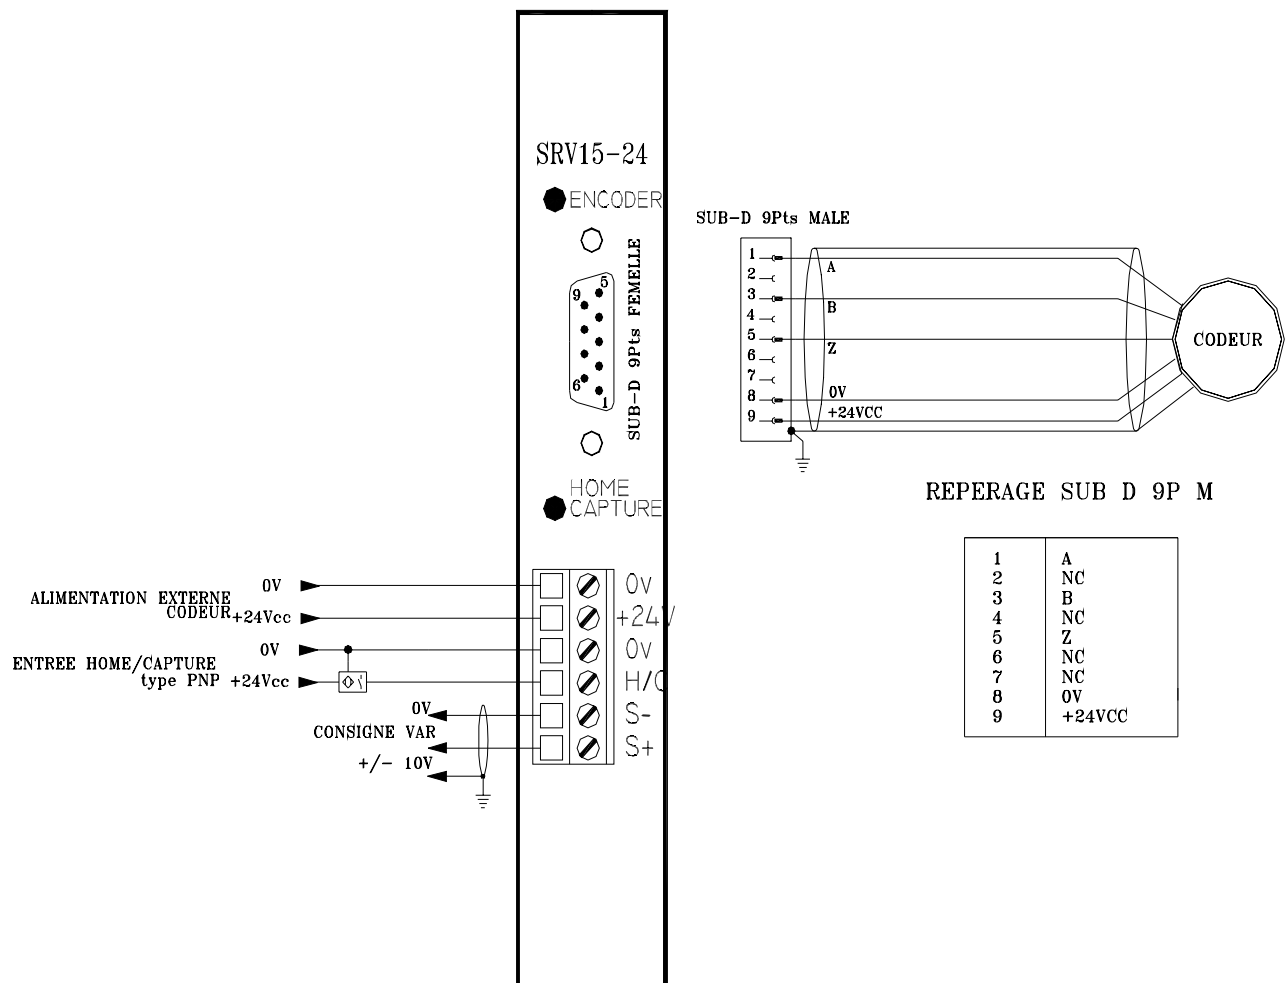 SRV15-24
ENCODER
5
9
6
1
SUB-D 9Pts FEMELLE
HOME
CAPTURE
0V
ALIMENTATION EXTERNE
CODEUR
+24Vcc
0V
ENTREE HOME/CAPTURE
type PNP +24Vcc
0V
CONSIGNE VAR
+/- 10V
0v
+24V
0v
H/C
S-
S+
SUB-D 9Pts MALE
1
2
3
4
5
6
7
8
9
A
B
Z
0V
+24VCC
CODEUR
REPERAGE SUB D 9P M
1 A
2 NC
3 B
4 NC
5 Z
6 NC
7 NC
8 0V
9 +24VCC